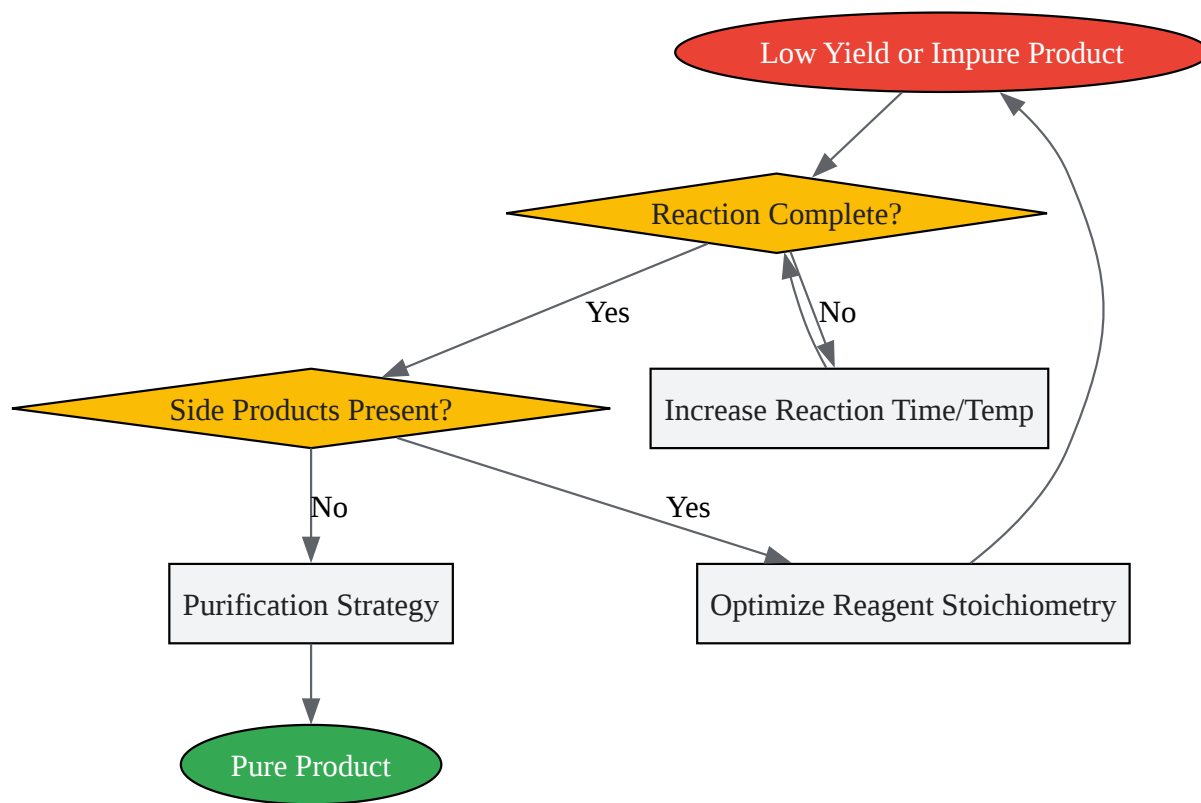 Low Yield or Impure Product
Reaction Complete?
Yes
No
Side Products Present?
Increase Reaction Time/Temp
No
Yes
Purification Strategy
Optimize Reagent Stoichiometry
Pure Product